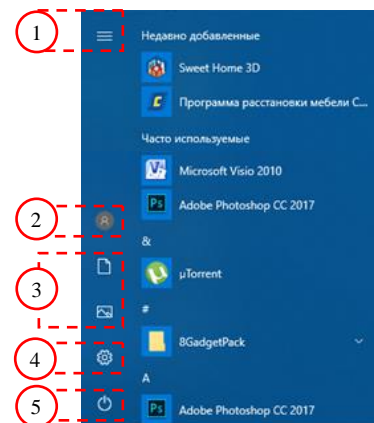 1
Недавно добавленные
Sweet Home 3D
Программа расстановки мебели С...
Часто используемые
Microsoft Visio 2010
2
Adobe Photoshop CC 2017
&
3
µTorrent
#
4
8GadgetPack
A
5
Adobe Photoshop CC 2017